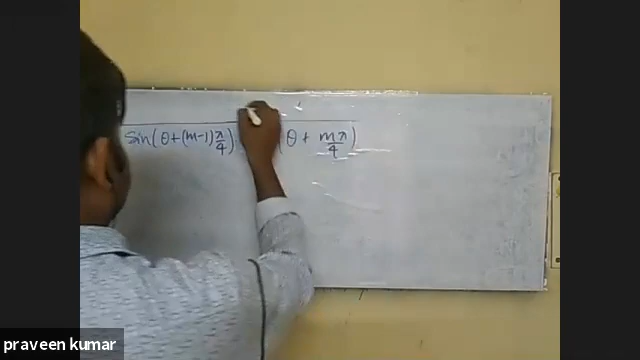 sin(θ+(m-1)π/4) (θ + mπ/4)
praveen kumar